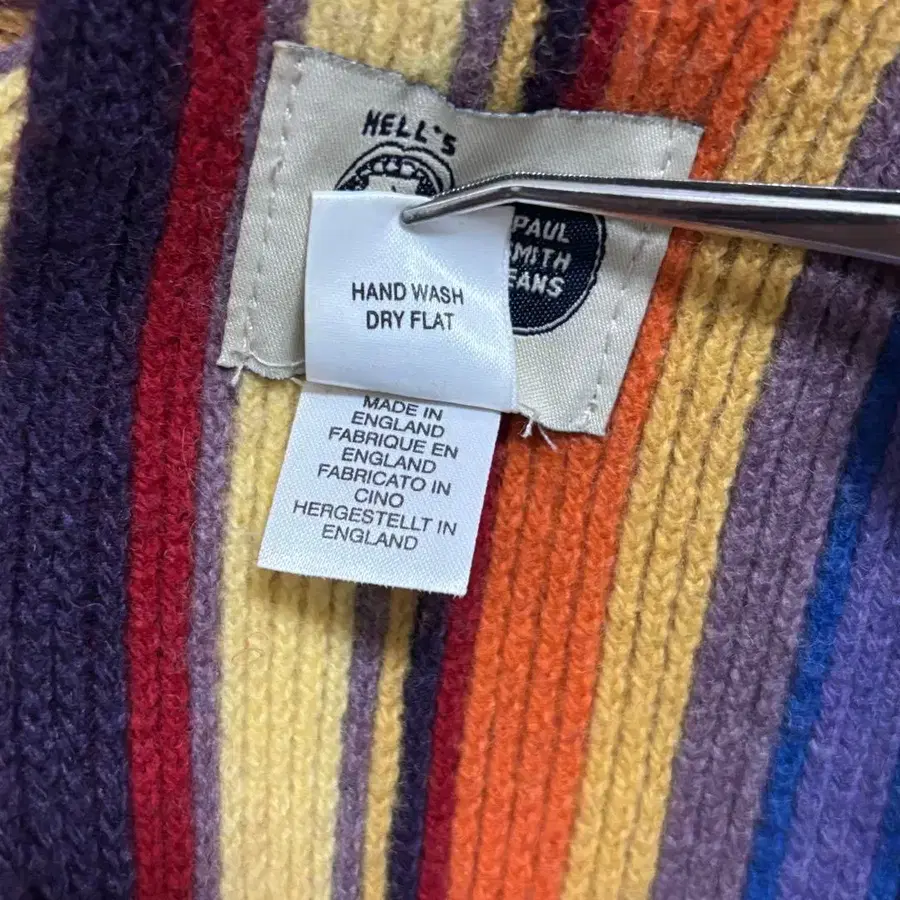 HELL'S
PAUL
SMITH
JEANS
HAND WASH
DRY FLAT
MADE IN
ENGLAND
FABRIQUE EN
ENGLAND
FABRICATO IN
CINO
HERGESTELLT IN
ENGLAND